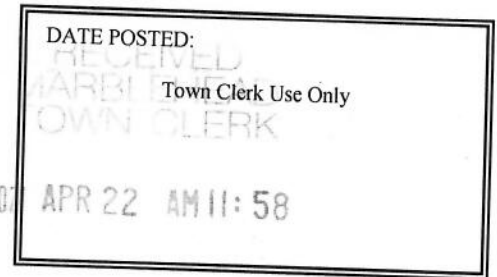 DATE POSTED:
RECEIVED
MARBLEHEAD
TOWN CLERK
Town Clerk Use Only
APR 22 AM 11: 58